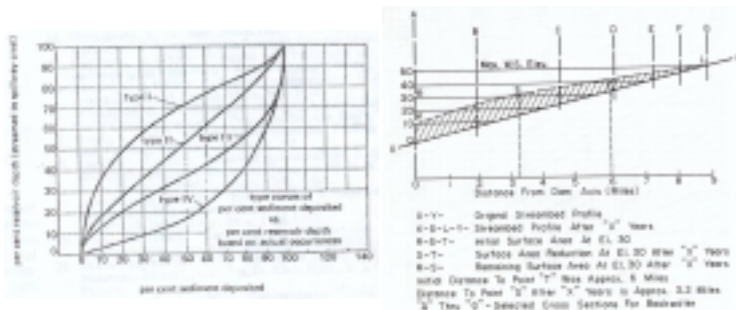 per cent reservoir depth (streambed to spillway crest)
100
90
80
70
60
50
40
30
20
10
0
type I
type II
type III
type IV
type curves of
per cent sediment deposited
vs.
per cent reservoir depth
based on actual occurrences
0 10 20 30 40 50 60 70 80 90 100 120 140
per cent sediment deposited
A B C D E F G
Max. W.S. Elev.
50
40
30
20
10
0
0 1 2 3 4 5 6 7 8 9
Distance From Dam Axis (Miles)
Original Streambed Profile
Streambed Profile After "X" Years
R-S-T- Initial Surface Area At El. 30
S-T- Surface Area Reduction At El. 30 After "X" Years
R-S- Remaining Surface Area At El. 30 After "X" Years
Initial Distance To Point "T" Was Approx. 6 Miles
Distance To Point "S" After "X" Years Is Approx. 3.2 Miles
"A" Thru "G" - Selected Cross Sections For Backwater